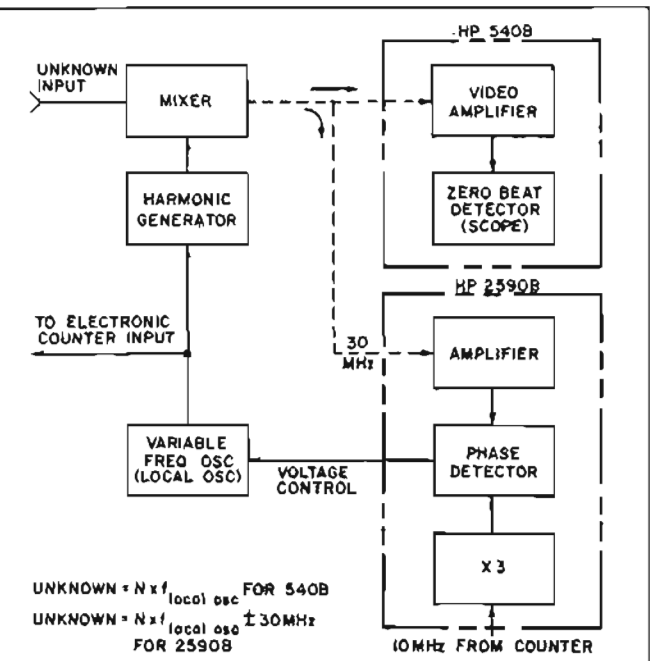 HP 540B
UNKNOWN
INPUT
MIXER
VIDEO
AMPLIFIER
HARMONIC
GENERATOR
ZERO BEAT
DETECTOR
(SCOPE)
HP 2590B
TO ELECTRONIC
COUNTER INPUT
30
MHz
AMPLIFIER
VARIABLE
FREQ OSC
(LOCAL OSC)
VOLTAGE
CONTROL
PHASE
DETECTOR
X3
UNKNOWN = N x f local osc FOR 540B
UNKNOWN = N x f local osc ± 30MHz
FOR 2590B
10MHz FROM COUNTER